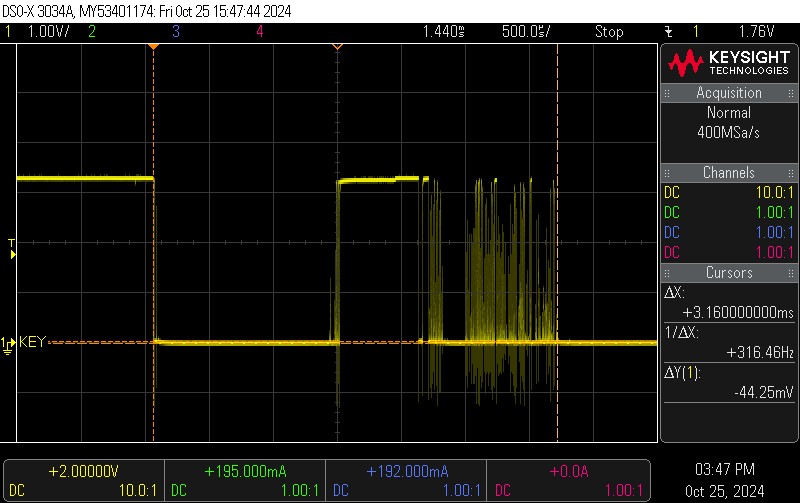 DSO-X 3034A, MY53401174: Fri Oct 25 15:47:44 2024
1 1.00V/ 2 3 4 1.440s 500.0s/ Stop 1 1.76V
KEYSIGHT
TECHNOLOGIES
Acquisition
Normal
400MSa/s
Channels
DC 10.0:1
DC 1.00:1
DC 1.00:1
DC 1.00:1
Cursors
ΔX:
+3.160000000ms
1/ΔX:
+316.46Hz
ΔY(1):
-44.25mV
T
1 KEY
+2.00000V +195.000mA +192.000mA +0.0A
DC 10.0:1 DC 1.00:1 DC 1.00:1 DC 1.00:1
03:47 PM
Oct 25, 2024